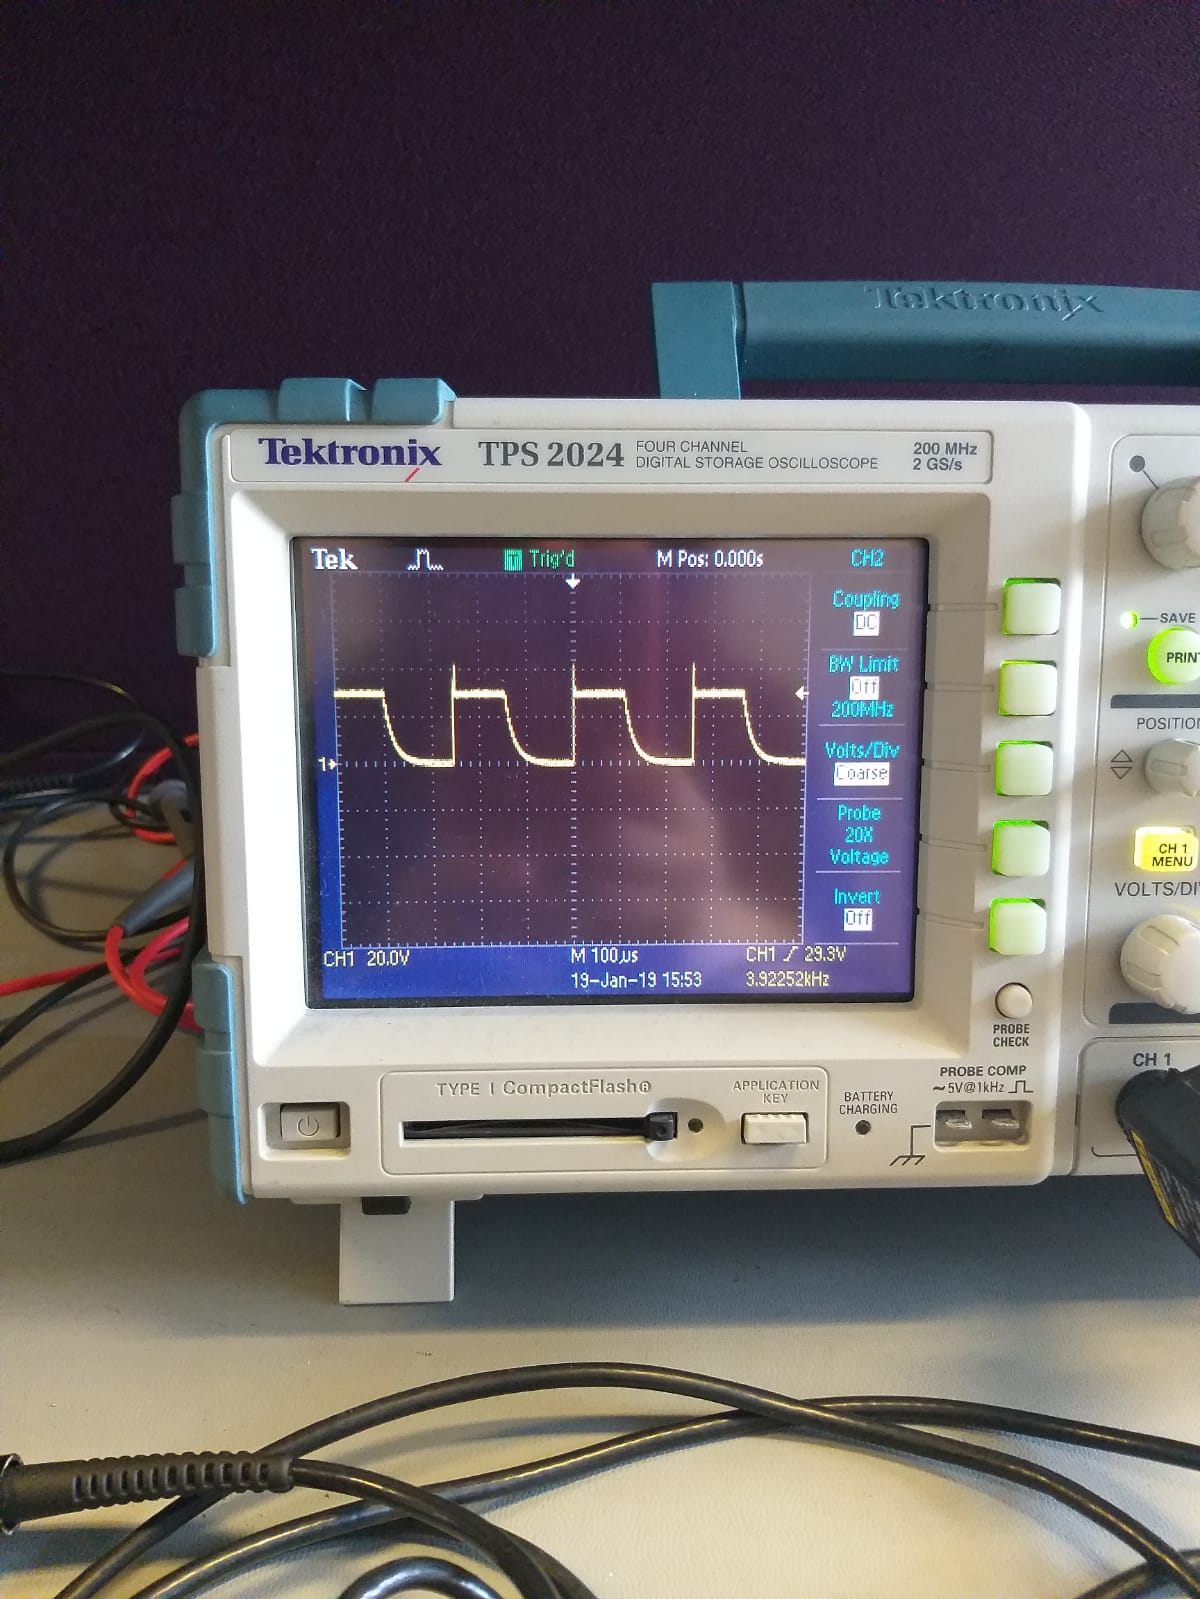 Tektronix
Tektronix TPS 2024 FOUR CHANNEL
DIGITAL STORAGE OSCILLOSCOPE
200 MHz
2 GS/s
Tek Trig'd M Pos: 0.000s CH2
Coupling
DC
BW Limit
Off
200MHz
Volts/Div
Coarse
Probe
20X
Voltage
Invert
Off
1
CH1 20.0V M 100µs CH1 29.3V
19-Jan-19 15:53 3.92252kHz
SAVE
PRINT
POSITION
CH 1
MENU
VOLTS/DIV
PROBE
CHECK
CH 1
TYPE I CompactFlash®
APPLICATION
KEY
BATTERY
CHARGING
PROBE COMP
~5V@1kHz